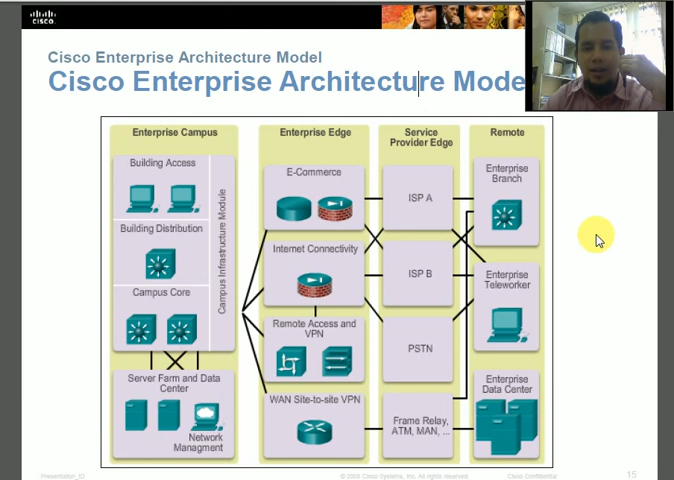 CISCO
Cisco Enterprise Architecture Model
Cisco Enterprise Architecture Mode
Enterprise Campus
Building Access
Building Distribution
Campus Core
Campus Infrastructure Module
Server Farm and Data
Center
Network
Managment
Enterprise Edge
E-Commerce
Internet Connectivity
Remote Access and
VPN
WAN Site-to-site VPN
Service
Provider Edge
ISP A
ISP B
PSTN
Frame Relay,
ATM, MAN, ...
Remote
Enterprise
Branch
Enterprise
Teleworker
Enterprise
Data Center
Presentation_ID
© 2006 Cisco Systems, Inc. All rights reserved.
Cisco Confidential
15